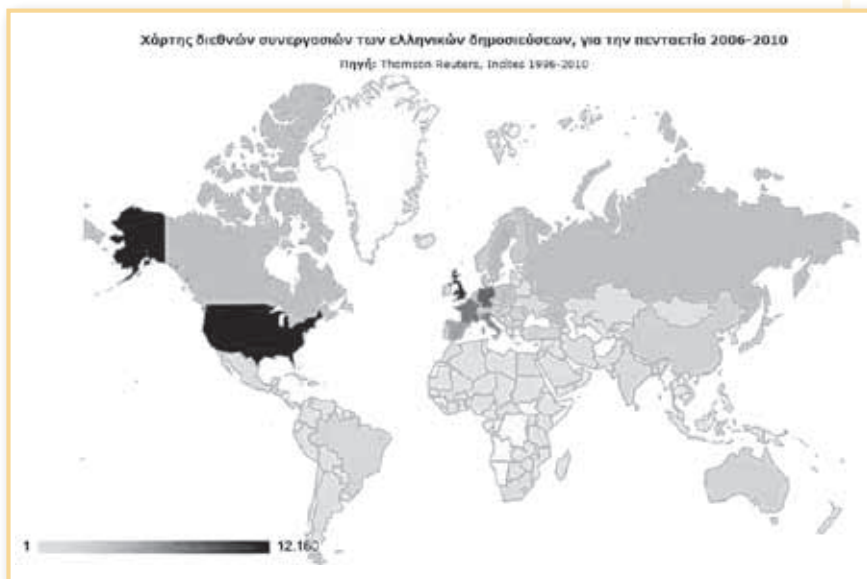 Χάρτης διεθνών συνεργασιών των ελληνικών δημοσιεύσεων, για την πενταετία 2006-2010
Πηγή: Thomson Reuters, Incites 1996-2010
1 12.160